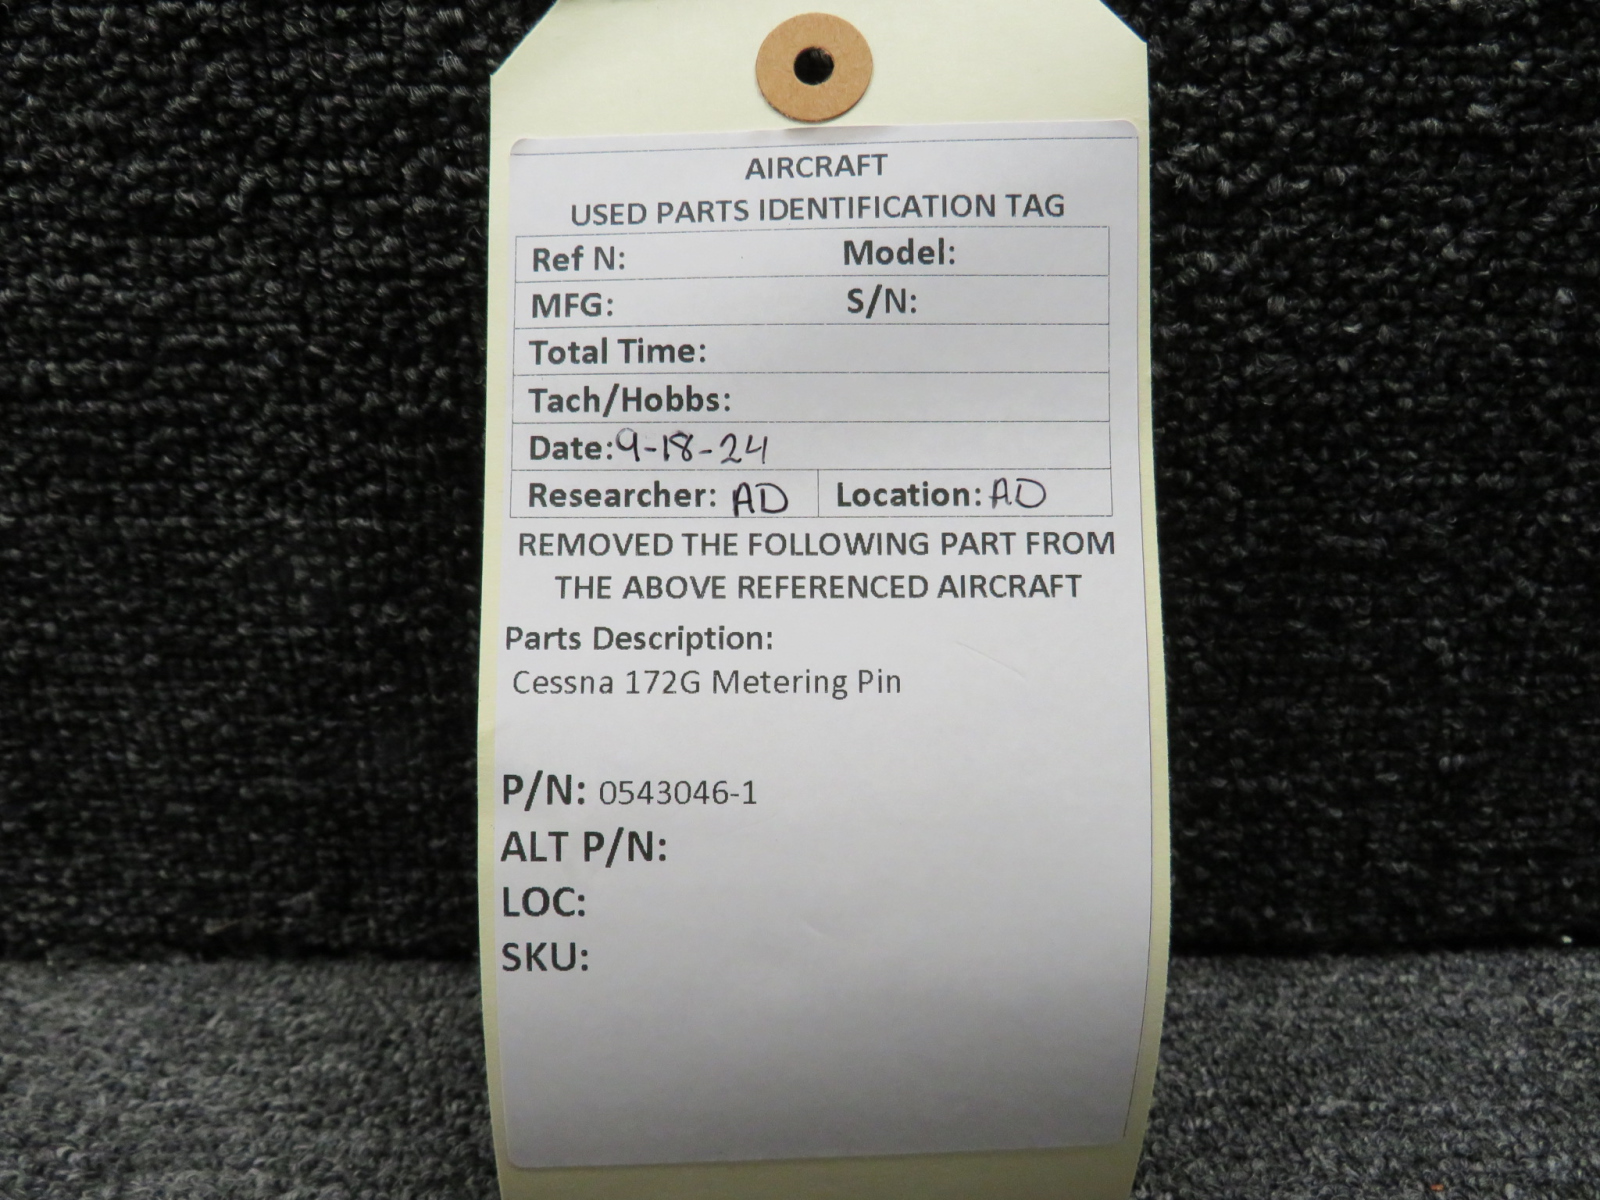 AIRCRAFT
USED PARTS IDENTIFICATION TAG
Ref N: Model:
MFG: S/N:
Total Time:
Tach/Hobbs:
Date: 9-18-24
Researcher: AD Location: AD
REMOVED THE FOLLOWING PART FROM
THE ABOVE REFERENCED AIRCRAFT
Parts Description:
Cessna 172G Metering Pin
P/N: 0543046-1
ALT P/N:
LOC:
SKU: